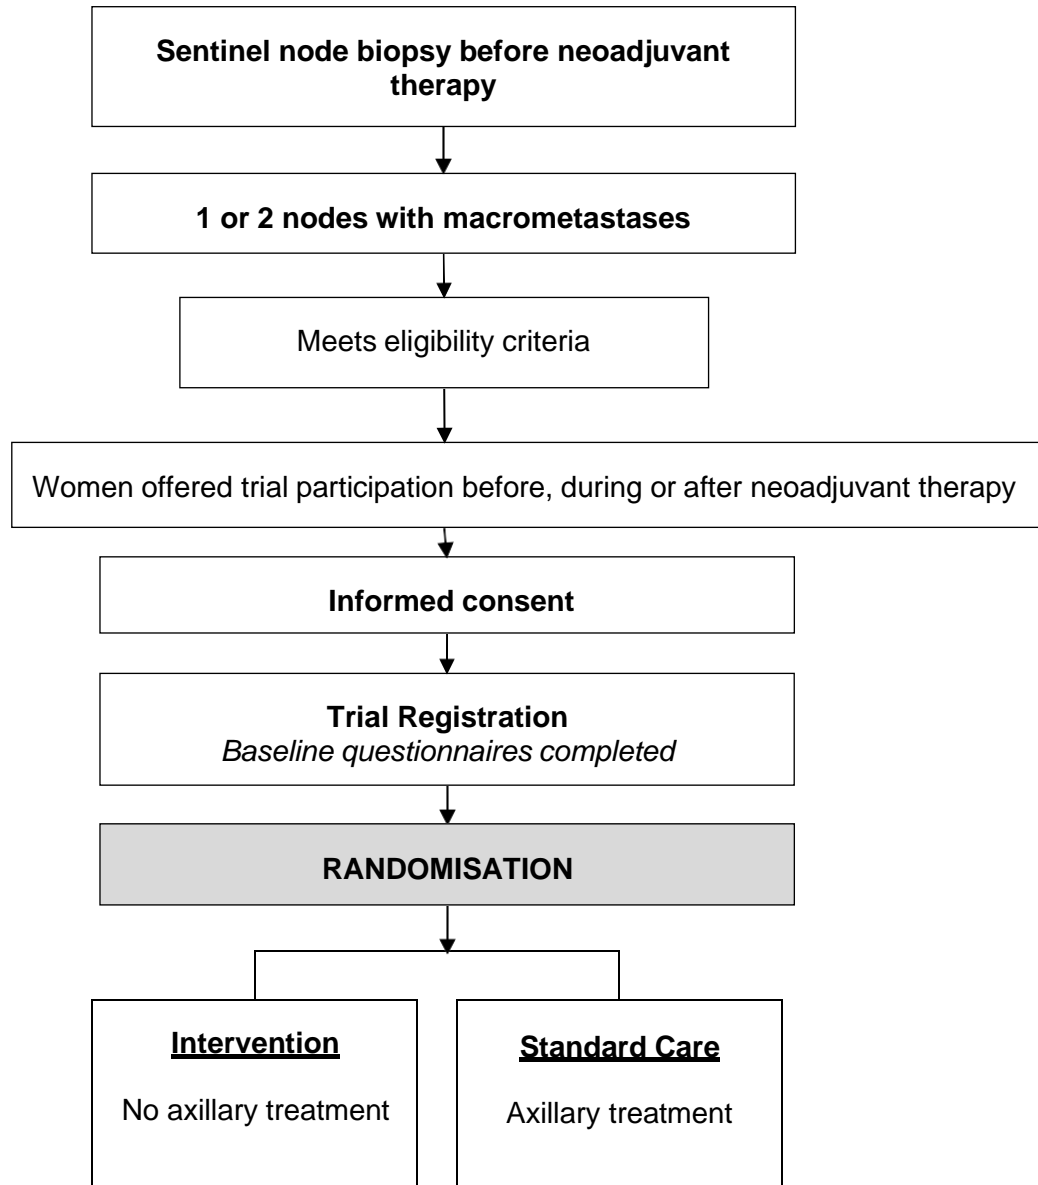 Sentinel node biopsy before neoadjuvant
therapy
1 or 2 nodes with macrometastases
Meets eligibility criteria
Women offered trial participation before, during or after neoadjuvant therapy
Informed consent
Trial Registration
Baseline questionnaires completed
RANDOMISATION
Intervention
No axillary treatment
Standard Care
Axillary treatment